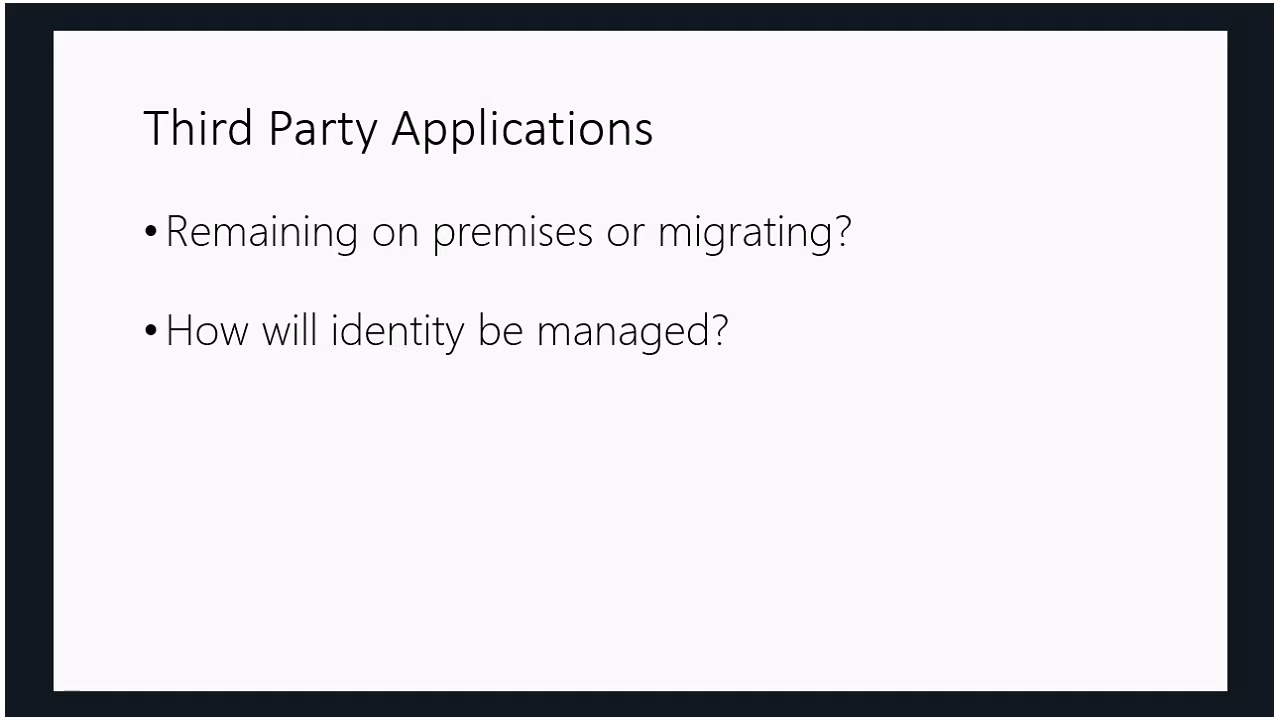 Third Party Applications
• Remaining on premises or migrating?
• How will identity be managed?